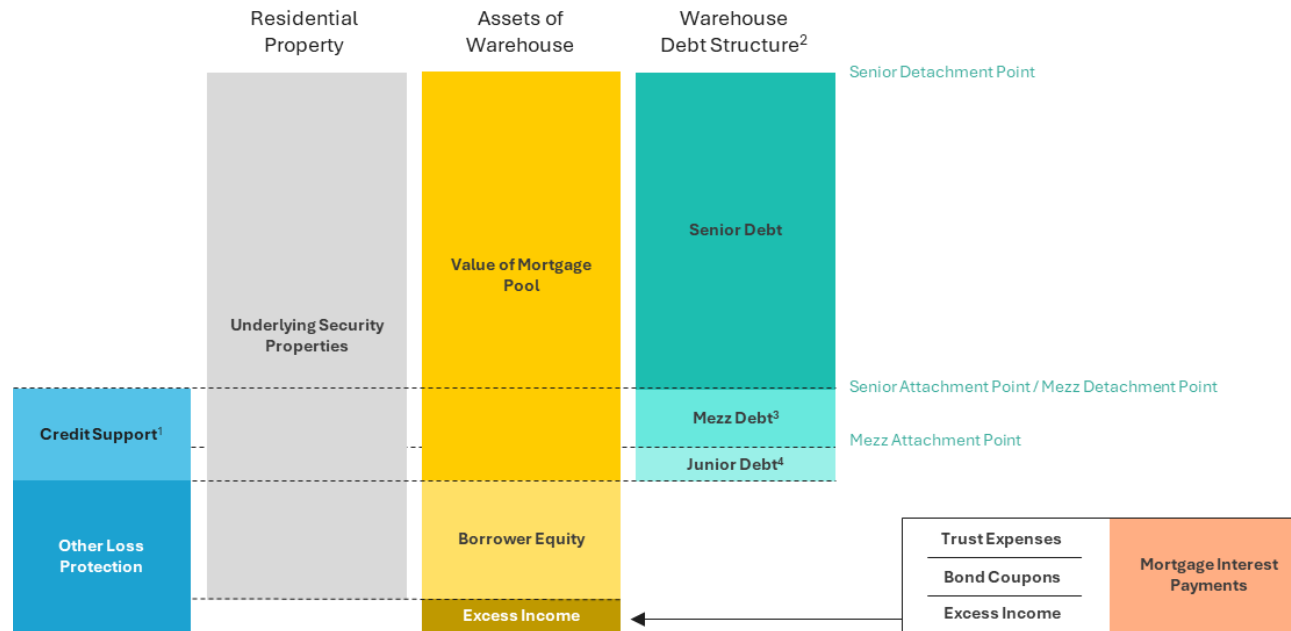 Residential
Property
Assets of
Warehouse
Warehouse
Debt Structure²
Senior Detachment Point
Senior Debt
Value of Mortgage
Pool
Underlying Security
Properties
Senior Attachment Point / Mezz Detachment Point
Credit Support¹
Mezz Debt³
Mezz Attachment Point
Junior Debt⁴
Other Loss
Protection
Borrower Equity
Trust Expenses
Bond Coupons
Excess Income
Mortgage Interest
Payments
Excess Income